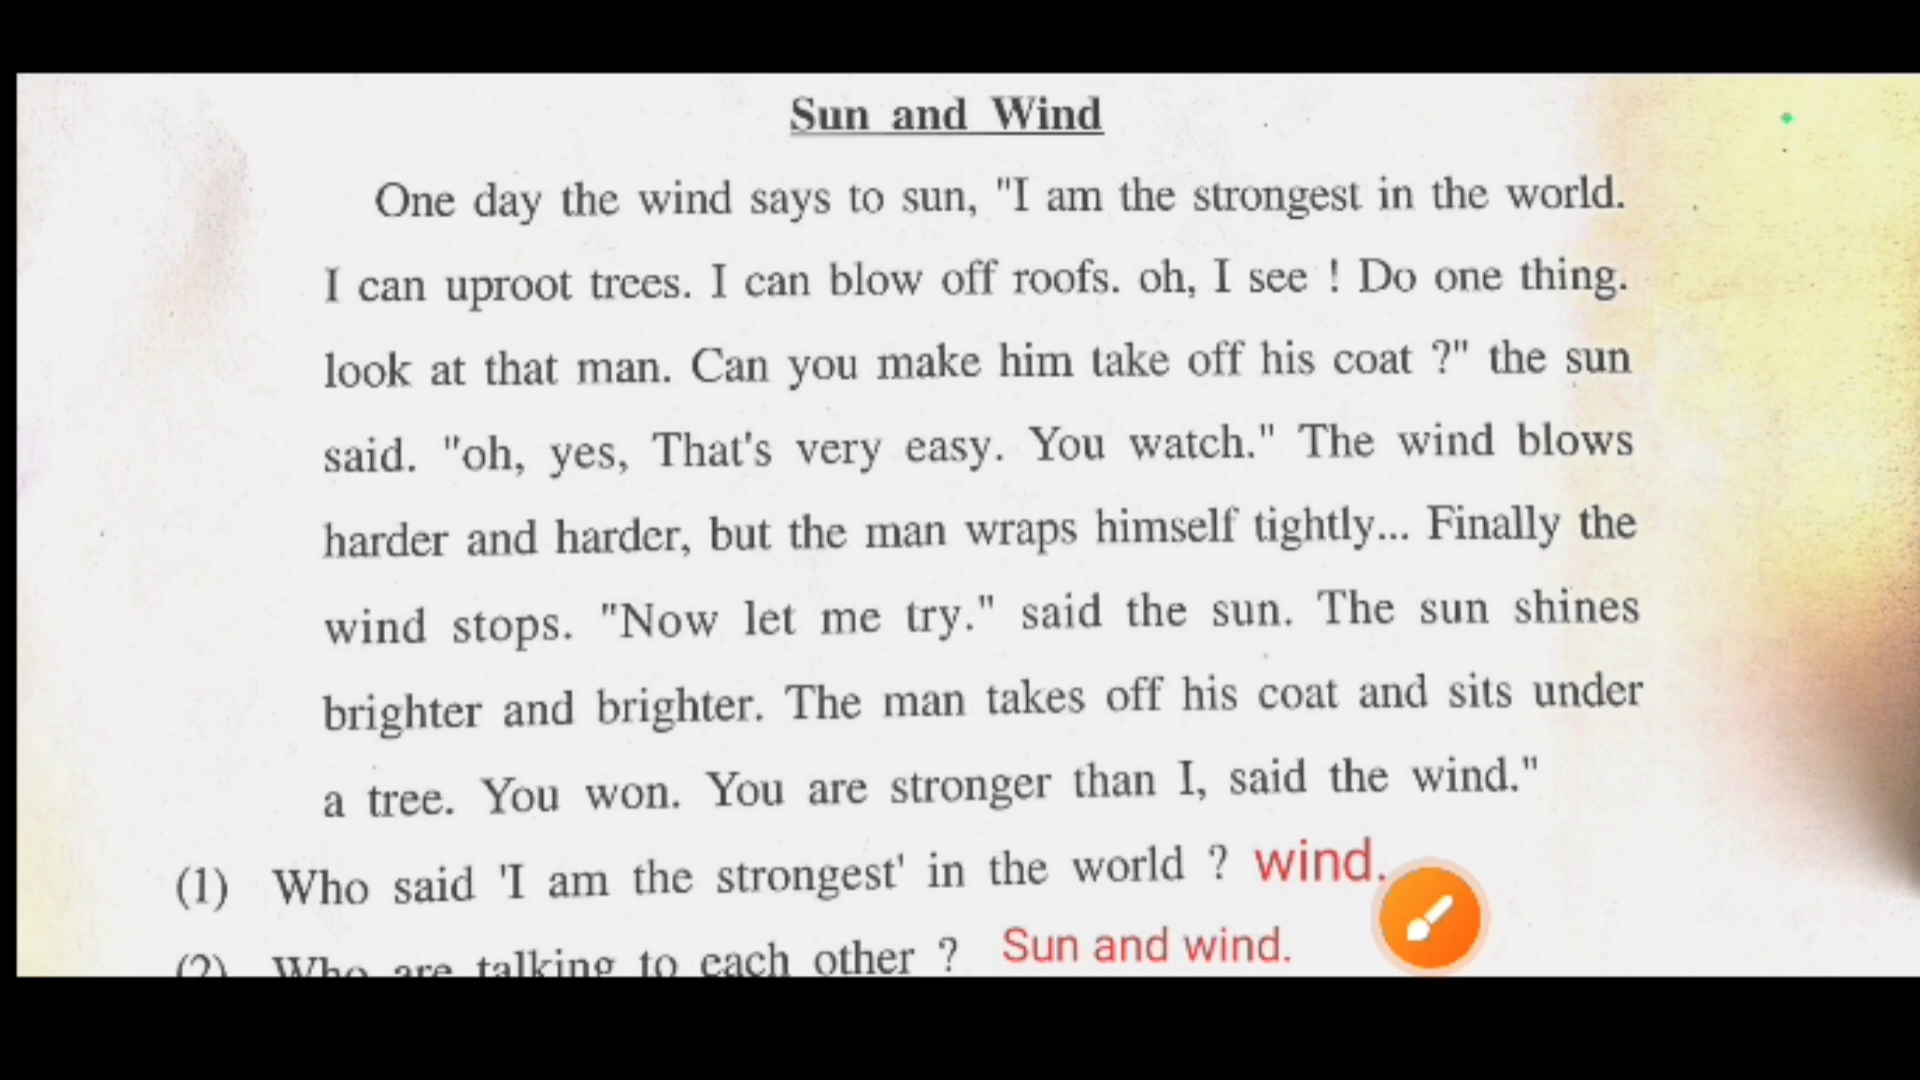 Sun and Wind
One day the wind says to sun, "I am the strongest in the world.
I can uproot trees. I can blow off roofs. oh, I see ! Do one thing.
look at that man. Can you make him take off his coat ?" the sun
said. "oh, yes, That's very easy. You watch." The wind blows
harder and harder, but the man wraps himself tightly... Finally the
wind stops. "Now let me try." said the sun. The sun shines
brighter and brighter. The man takes off his coat and sits under
a tree. You won. You are stronger than I, said the wind."
(1) Who said 'I am the strongest' in the world ? wind.
(2) Who are talking to each other ? Sun and wind.